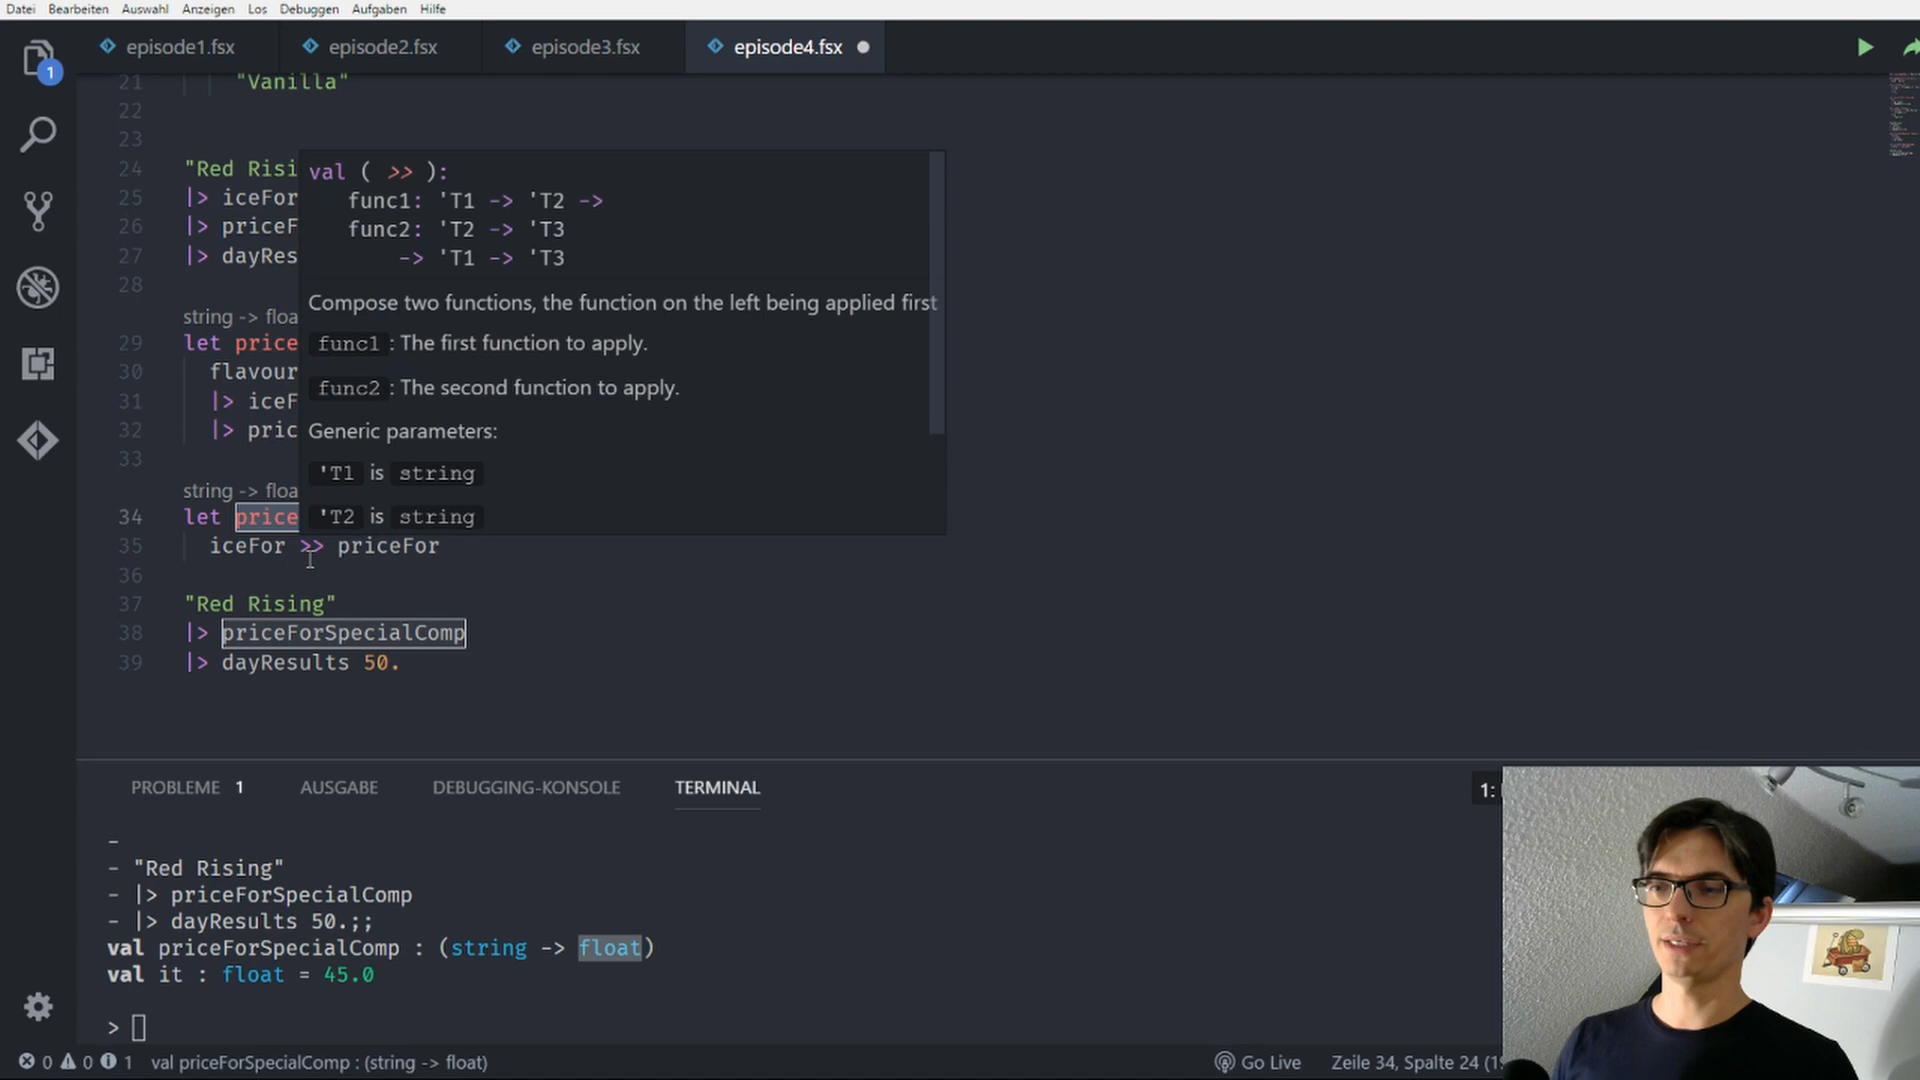 Datei Bearbeiten Auswahl Anzeigen Los Debuggen Aufgaben Hilfe
1
episode1.fsx episode2.fsx episode3.fsx episode4.fsx
21 "Vanilla"
22
23
24 "Red Risi
25 |> iceFor
26 |> priceF
27 |> dayRes
28
string -> floa
29 let price
30 flavour
31 |> iceF
32 |> pric
33
string -> floa
34 let price
35 iceFor >> priceFor
36
37 "Red Rising"
38 |> priceForSpecialComp
39 |> dayResults 50.
val ( >> ):
func1: 'T1 -> 'T2 ->
func2: 'T2 -> 'T3
-> 'T1 -> 'T3
Compose two functions, the function on the left being applied first
func1 : The first function to apply.
func2 : The second function to apply.
Generic parameters:
'T1 is string
'T2 is string
PROBLEME 1 AUSGABE DEBUGGING-KONSOLE TERMINAL
1:
-
- "Red Rising"
- |> priceForSpecialComp
- |> dayResults 50.;;
val priceForSpecialComp : (string -> float)
val it : float = 45.0
>
0 0 1 val priceForSpecialComp : (string -> float) Go Live Zeile 34, Spalte 24